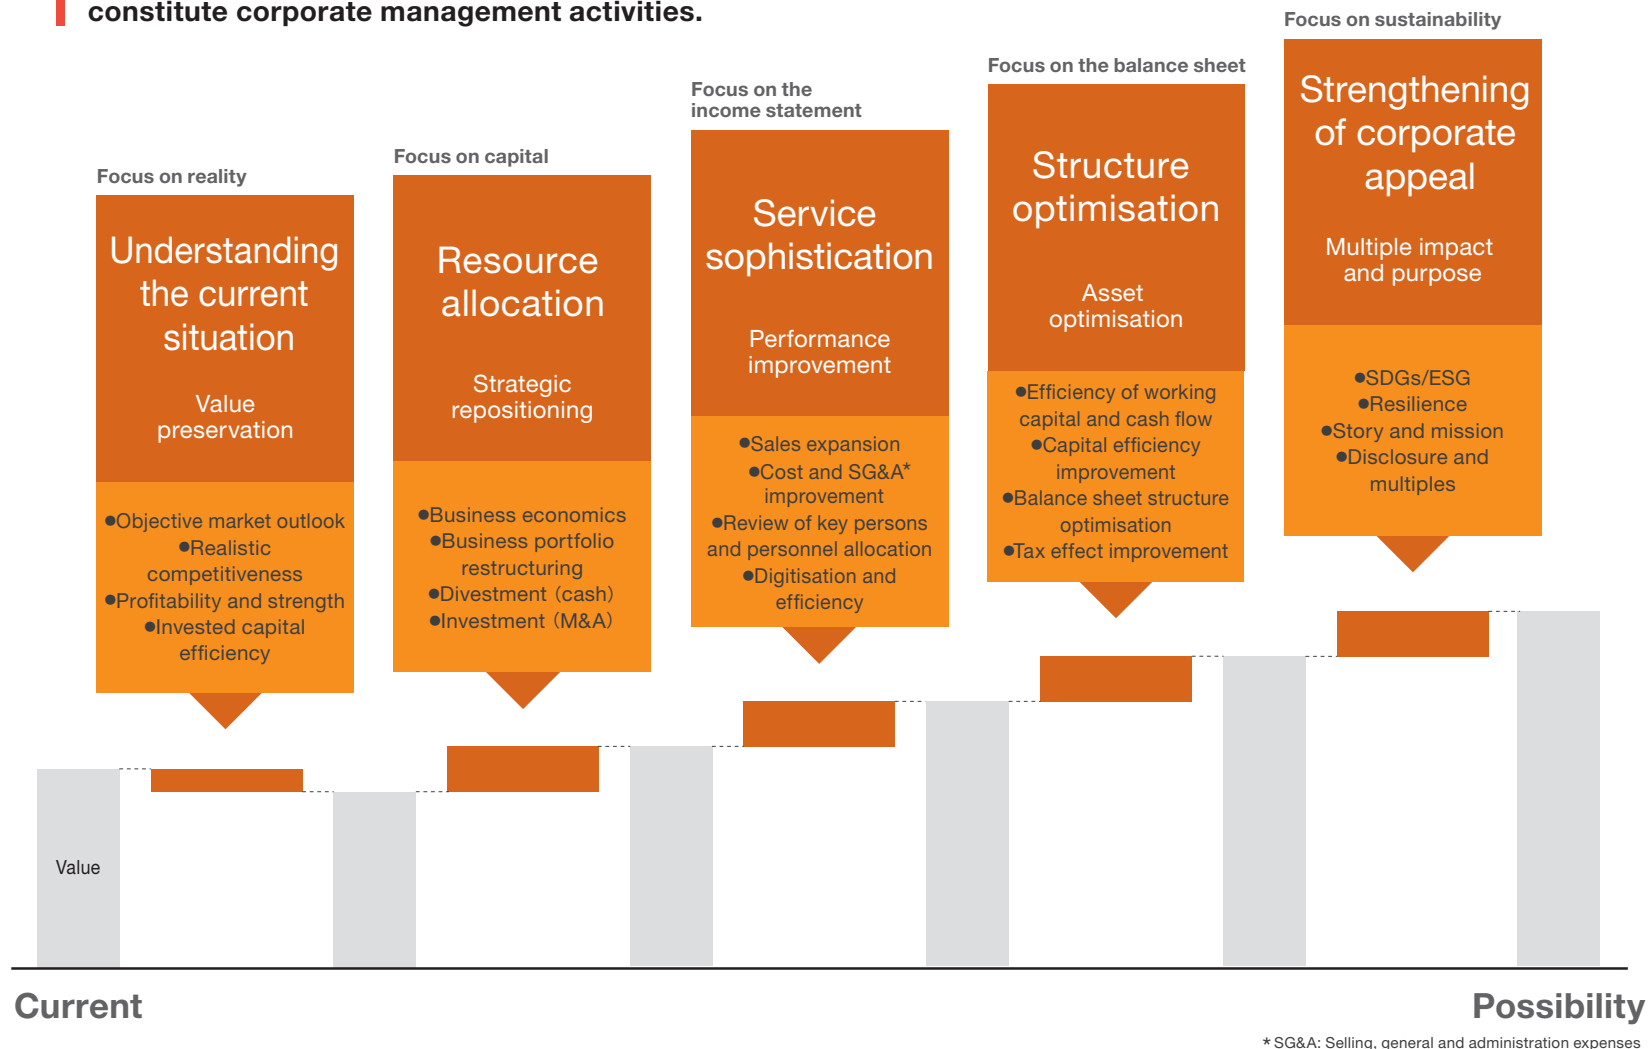 constitute corporate management activities.
Focus on reality
Understanding
the current
situation
Value
preservation
●Objective market outlook
●Realistic
competitiveness
●Profitability and strength
●Invested capital
efficiency
Focus on capital
Resource
allocation
Strategic
repositioning
●Business economics
●Business portfolio
restructuring
●Divestment（cash）
●Investment（M&A）
Focus on the
income statement
Service
sophistication
Performance
improvement
●Sales expansion
●Cost and SG&A*
improvement
●Review of key persons
and personnel allocation
●Digitisation and
efficiency
Focus on the balance sheet
Structure
optimisation
Asset
optimisation
●Efficiency of working
capital and cash flow
●Capital efficiency
improvement
●Balance sheet structure
optimisation
●Tax effect improvement
Focus on sustainability
Strengthening
of corporate
appeal
Multiple impact
and purpose
●SDGs/ESG
●Resilience
●Story and mission
●Disclosure and
multiples
Value
Current
Possibility
* SG&A: Selling, general and administration expenses